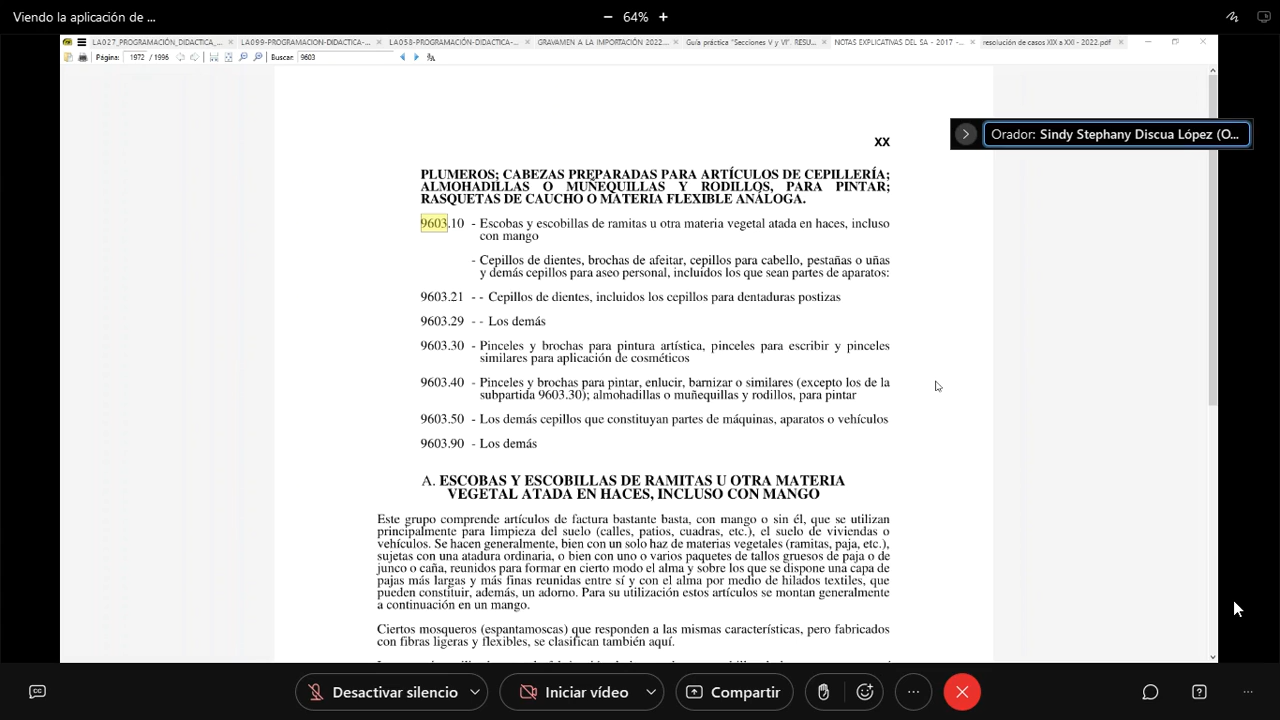 Viendo la aplicación de ...
− 64% +
LA027_PROGRAMACIÓN_DIDACTICA_... × LA099-PROGRAMACION-DIDACTICA-... × LA058-PROGRAMACIÓN-DIDACTICA-... × GRAVAMEN A LA IMPORTACIÓN 2022.... × Guía práctica "Secciones V y VI". RESU... × NOTAS EXPLICATIVAS DEL SA - 2017 -... × resolución de casos XIX a XXI - 2022.pdf ×
Página: 1972 / 1996 Buscar: 9603
Orador: Sindy Stephany Discua López (O...
XX
PLUMEROS; CABEZAS PREPARADAS PARA ARTÍCULOS DE CEPILLERÍA;
ALMOHADILLAS O MUÑEQUILLAS Y RODILLOS, PARA PINTAR;
RASQUETAS DE CAUCHO O MATERIA FLEXIBLE ANÁLOGA.
9603.10 - Escobas y escobillas de ramitas u otra materia vegetal atada en haces, incluso
con mango
- Cepillos de dientes, brochas de afeitar, cepillos para cabello, pestañas o uñas
y demás cepillos para aseo personal, incluidos los que sean partes de aparatos:
9603.21 - - Cepillos de dientes, incluidos los cepillos para dentaduras postizas
9603.29 - - Los demás
9603.30 - Pinceles y brochas para pintura artística, pinceles para escribir y pinceles
similares para aplicación de cosméticos
9603.40 - Pinceles y brochas para pintar, enlucir, barnizar o similares (excepto los de la
subpartida 9603.30); almohadillas o muñequillas y rodillos, para pintar
9603.50 - Los demás cepillos que constituyan partes de máquinas, aparatos o vehículos
9603.90 - Los demás
A. ESCOBAS Y ESCOBILLAS DE RAMITAS U OTRA MATERIA
VEGETAL ATADA EN HACES, INCLUSO CON MANGO
Este grupo comprende artículos de factura bastante basta, con mango o sin él, que se utilizan
principalmente para limpieza del suelo (calles, patios, cuadras, etc.), el suelo de viviendas o
vehículos. Se hacen generalmente, bien con un solo haz de materias vegetales (ramitas, paja, etc.),
sujetas con una atadura ordinaria, o bien con uno o varios paquetes de tallos gruesos de paja o de
junco o caña, reunidos para formar en cierto modo el alma y sobre los que se dispone una capa de
pajas más largas y más finas reunidas entre sí y con el alma por medio de hilados textiles, que
pueden constituir, además, un adorno. Para su utilización estos artículos se montan generalmente
a continuación en un mango.
Ciertos mosqueros (espantamoscas) que responden a las mismas características, pero fabricados
con fibras ligeras y flexibles, se clasifican también aquí.
Desactivar silencio
Iniciar vídeo
Compartir